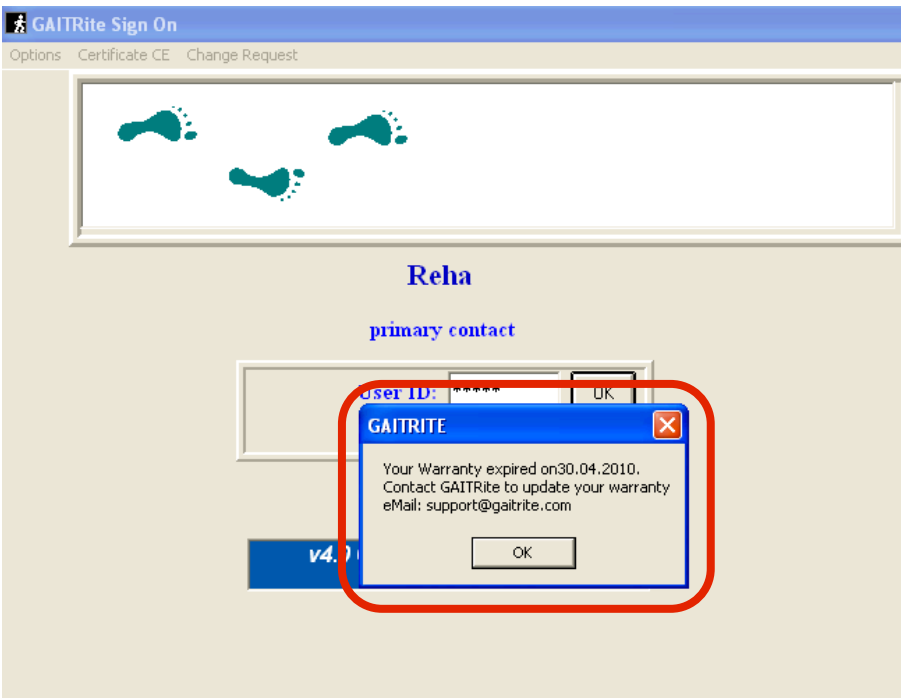 GAITRite Sign On
Options Certificate CE Change Request
Reha
primary contact
User ID: ***** OK
GAITRITE
Your Warranty expired on30.04.2010.
Contact GAITRite to update your warranty
eMail: support@gaitrite.com
OK